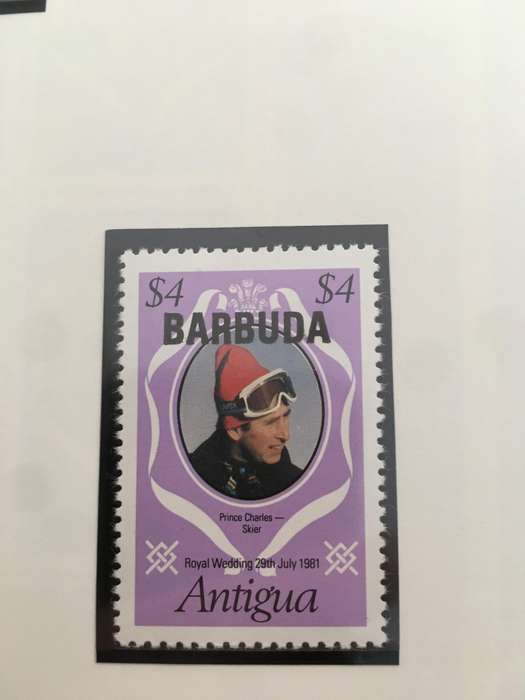 $4 $4
BARBUDA
Prince Charles —
Skier
Royal Wedding 29th July 1981
Antigua